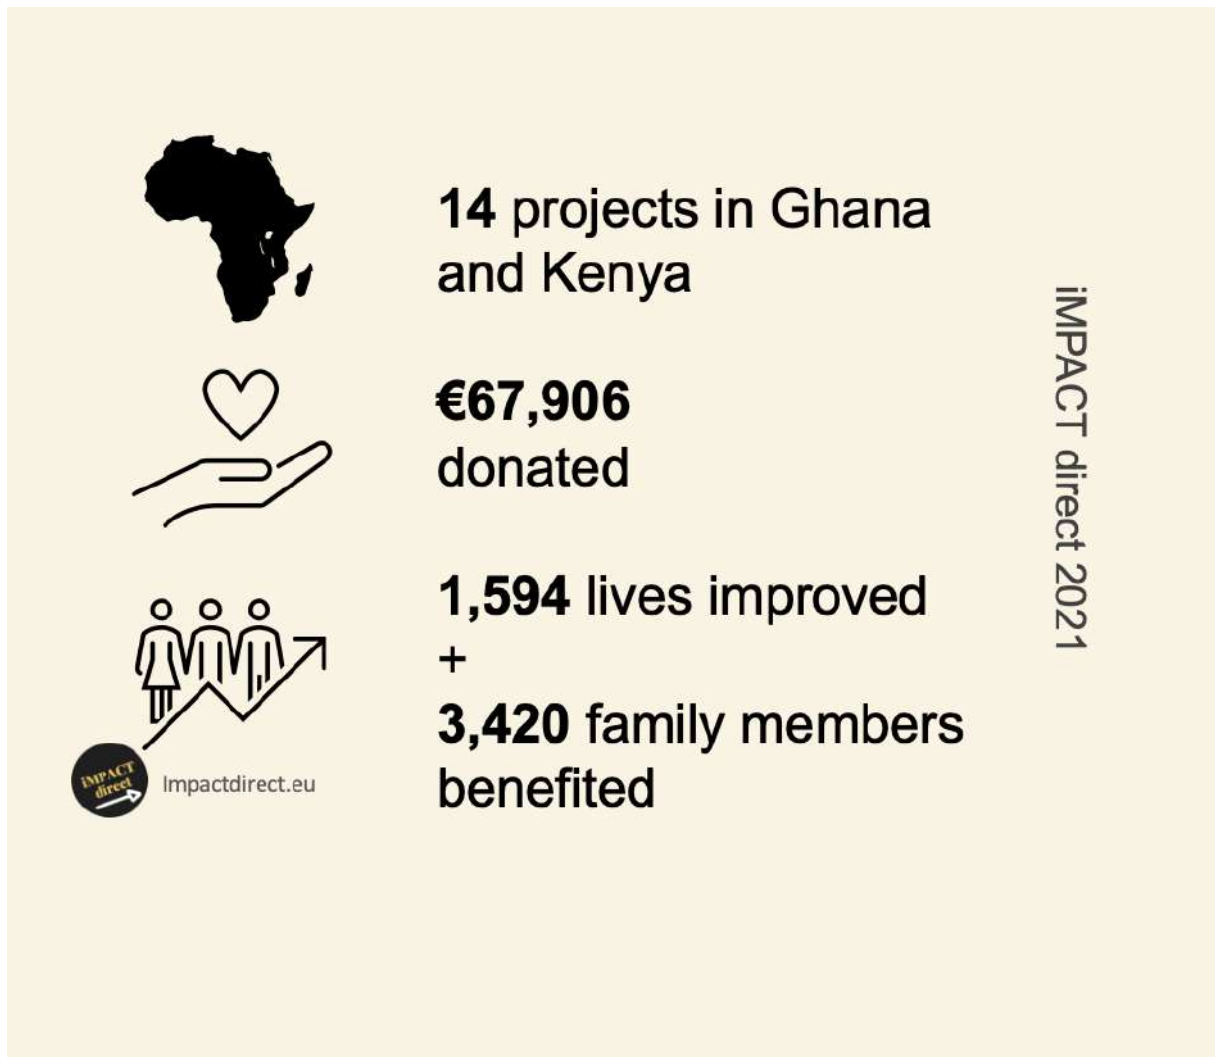 14 projects in Ghana
and Kenya
€67,906
donated
1,594 lives improved
+
3,420 family members
benefited
iMPACT
direct
Impactdirect.eu
iMPACT direct 2021